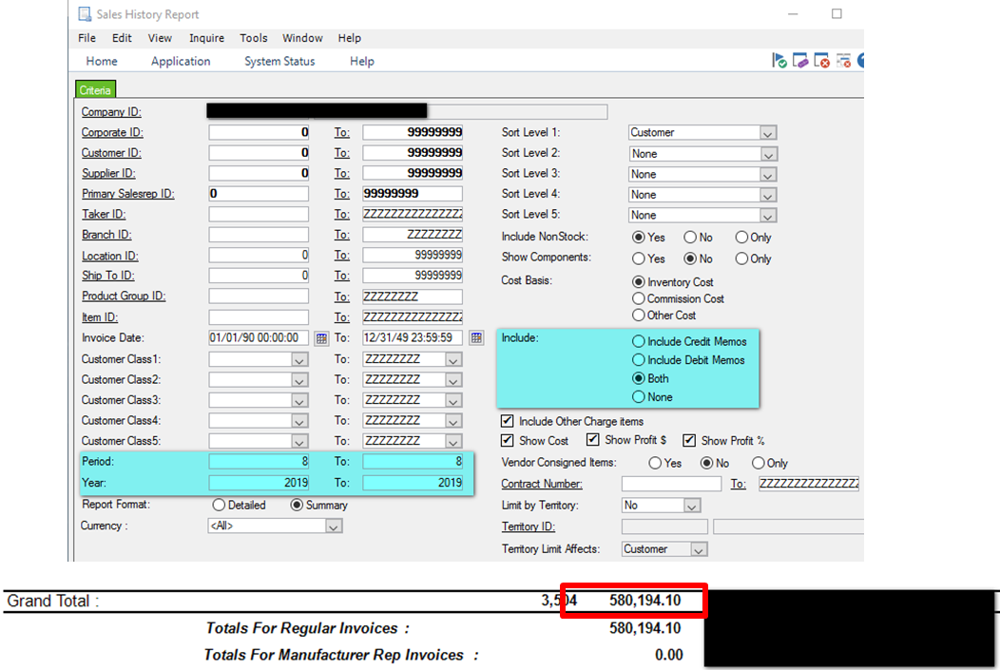 Sales History Report
File Edit View Inquire Tools Window Help
Home Application System Status Help
Criteria
Company ID:
Corporate ID: 0 To: 99999999 Sort Level 1: Customer
Customer ID: 0 To: 99999999 Sort Level 2: None
Supplier ID: 0 To: 99999999 Sort Level 3: None
Primary Salesrep ID: 0 To: 99999999 Sort Level 4: None
Taker ID: To: ZZZZZZZZZZZZZZZ Sort Level 5: None
Branch ID: To: ZZZZZZZZ Include NonStock: Yes No Only
Location ID: 0 To: 99999999 Show Components: Yes No Only
Ship To ID: 0 To: 99999999 Cost Basis: Inventory Cost
Product Group ID: To: ZZZZZZZZ Commission Cost
Item ID: To: ZZZZZZZZZZZZZZZ Other Cost
Invoice Date: 01/01/90 00:00:00 To: 12/31/49 23:59:59 Include: Include Credit Memos
Customer Class1: To: ZZZZZZZZ Include Debit Memos
Customer Class2: To: ZZZZZZZZ Both
Customer Class3: To: ZZZZZZZZ None
Customer Class4: To: ZZZZZZZZ Include Other Charge items
Customer Class5: To: ZZZZZZZZ Show Cost Show Profit $ Show Profit %
Period: 8 To: 8 Vendor Consigned Items: Yes No Only
Year: 2019 To: 2019 Contract Number: To: ZZZZZZZZZZZZZZZ
Report Format: Detailed Summary Limit by Territory: No
Currency : <All> Territory ID:
Territory Limit Affects: Customer
Grand Total : 3,504 580,194.10
Totals For Regular Invoices : 580,194.10
Totals For Manufacturer Rep Invoices : 0.00